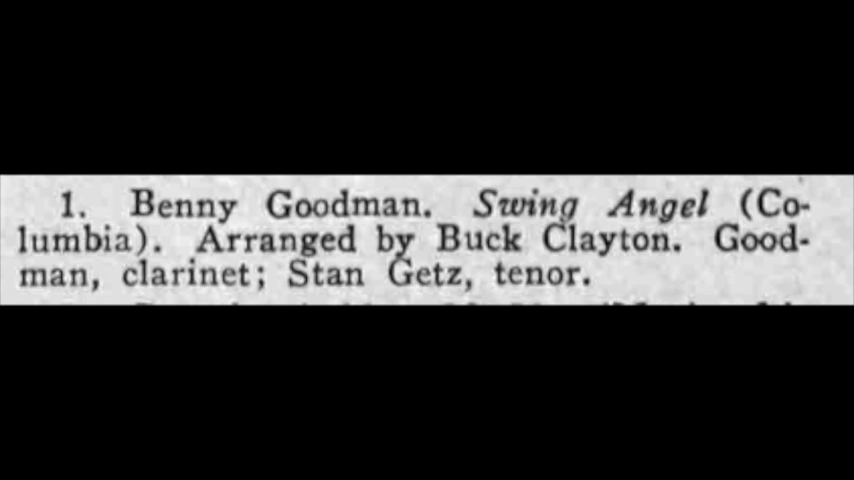 1. Benny Goodman. Swing Angel (Co-
lumbia). Arranged by Buck Clayton. Good-
man, clarinet; Stan Getz, tenor.